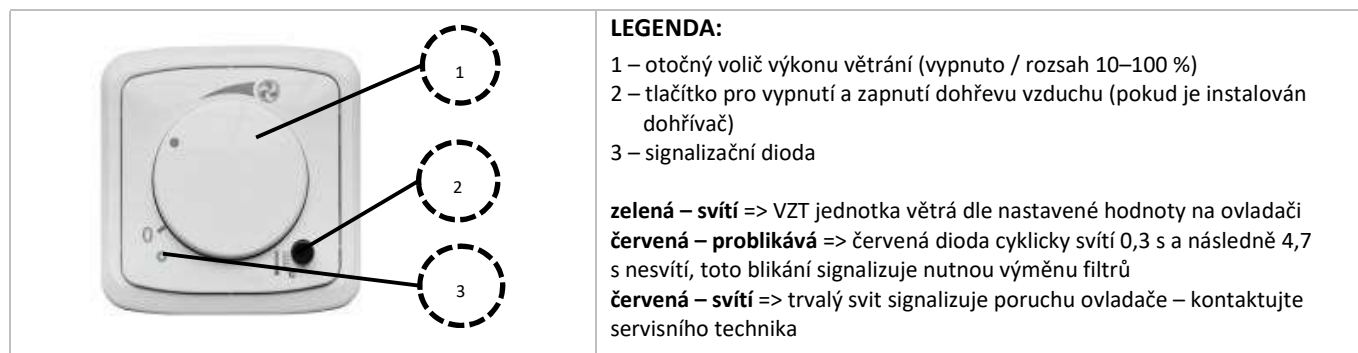 LEGENDA:
1 – otočný volič výkonu větrání (vypnuto / rozsah 10–100 %)
2 – tlačítko pro vypnutí a zapnutí dohřevu vzduchu (pokud je instalován
dohřívač)
3 – signalizační dioda
zelená – svítí => VZT jednotka větrá dle nastavené hodnoty na ovladači
červená – problikává => červená dioda cyklicky svítí 0,3 s a následně 4,7
s nesvítí, toto blikání signalizuje nutnou výměnu filtrů
červená – svítí => trvalý svit signalizuje poruchu ovladače – kontaktujte
servisního technika
1
2
3
0